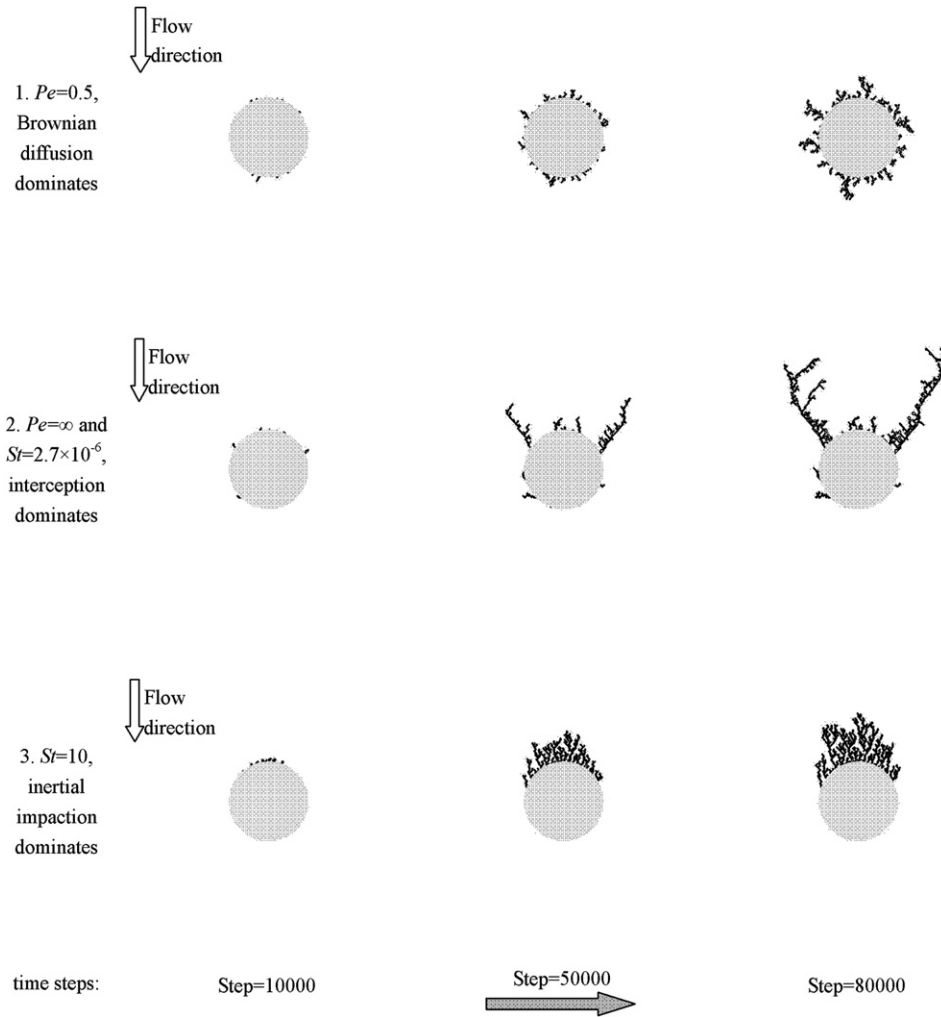 Flow
direction
1. Pe=0.5,
Brownian
diffusion
dominates
Flow
direction
2. Pe=∞ and
St=2.7×10⁻⁶,
interception
dominates
Flow
direction
3. St=10,
inertial
impaction
dominates
time steps:
Step=10000
Step=50000
Step=80000